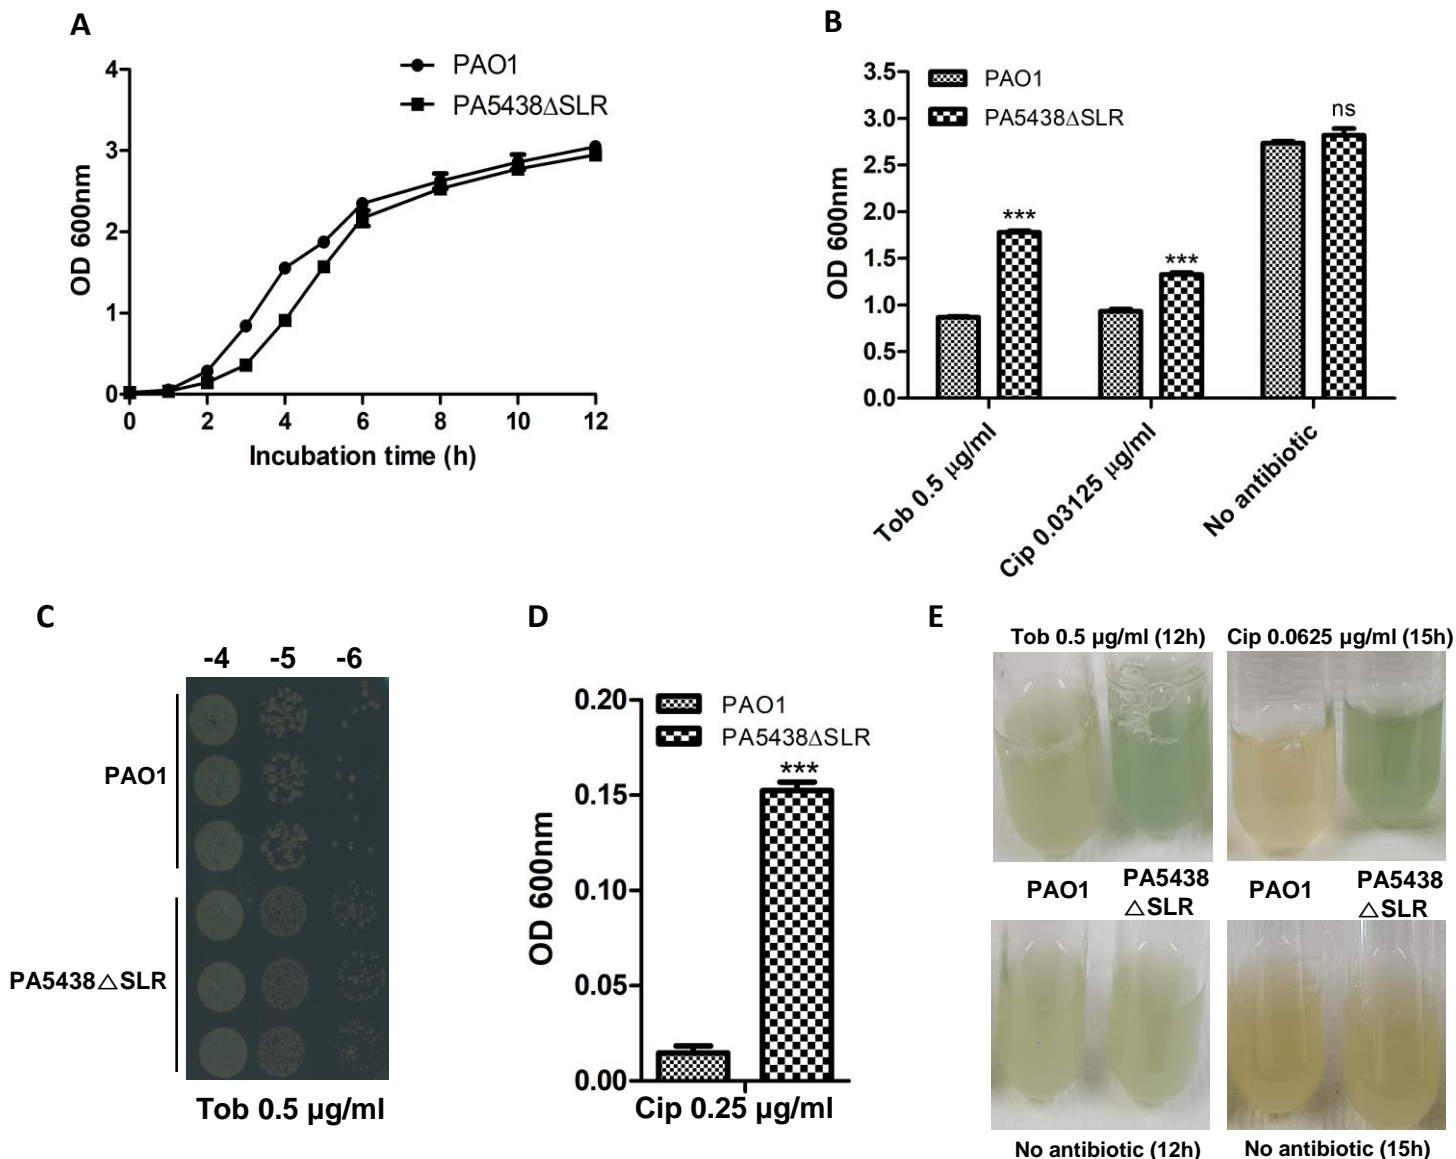 A
PAO1
PA5438ΔSLR
4
3
2
1
0
OD 600nm
0 2 4 6 8 10 12
Incubation time (h)
B
PAO1
PA5438ΔSLR
3.5
3.0
2.5
2.0
1.5
1.0
0.5
0.0
OD 600nm
***
***
ns
Tob 0.5 μg/ml
Cip 0.03125 μg/ml
No antibiotic
C
-4 -5 -6
PAO1
PA5438△SLR
Tob 0.5 μg/ml
D
PAO1
PA5438ΔSLR
***
0.20
0.15
0.10
0.05
0.00
OD 600nm
Cip 0.25 μg/ml
E
Tob 0.5 μg/ml (12h) Cip 0.0625 μg/ml (15h)
PAO1
PA5438
△SLR
PAO1
PA5438
△SLR
No antibiotic (12h) No antibiotic (15h)